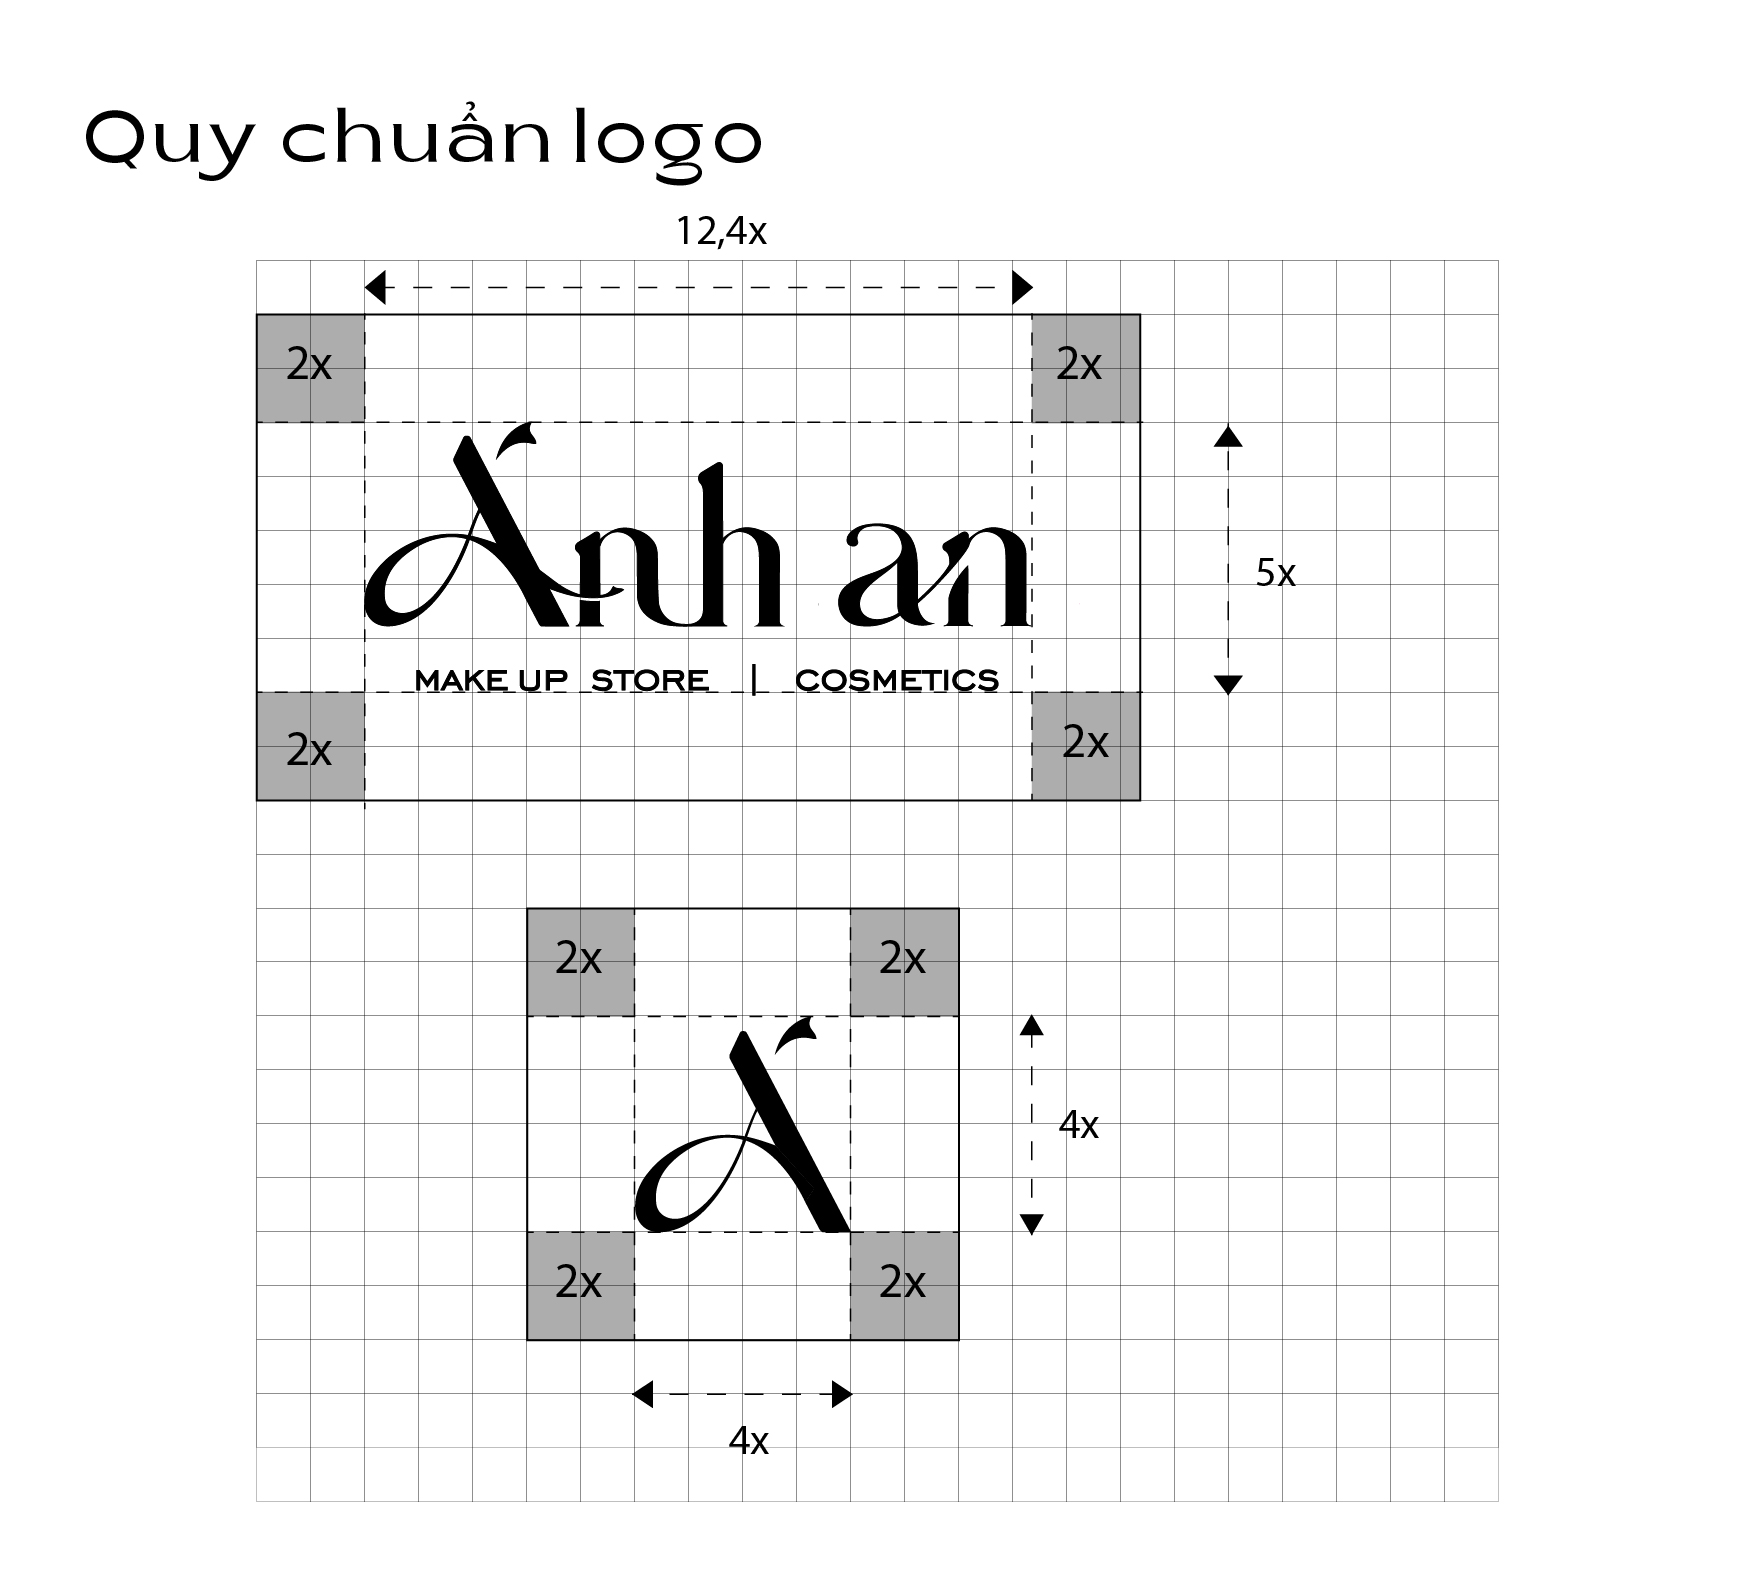 Quy chuẩn logo
12,4x
2x 2x
Anh an
5x
MAKE UP STORE | COSMETICS
2x 2x
2x 2x
A
4x
2x 2x
4x